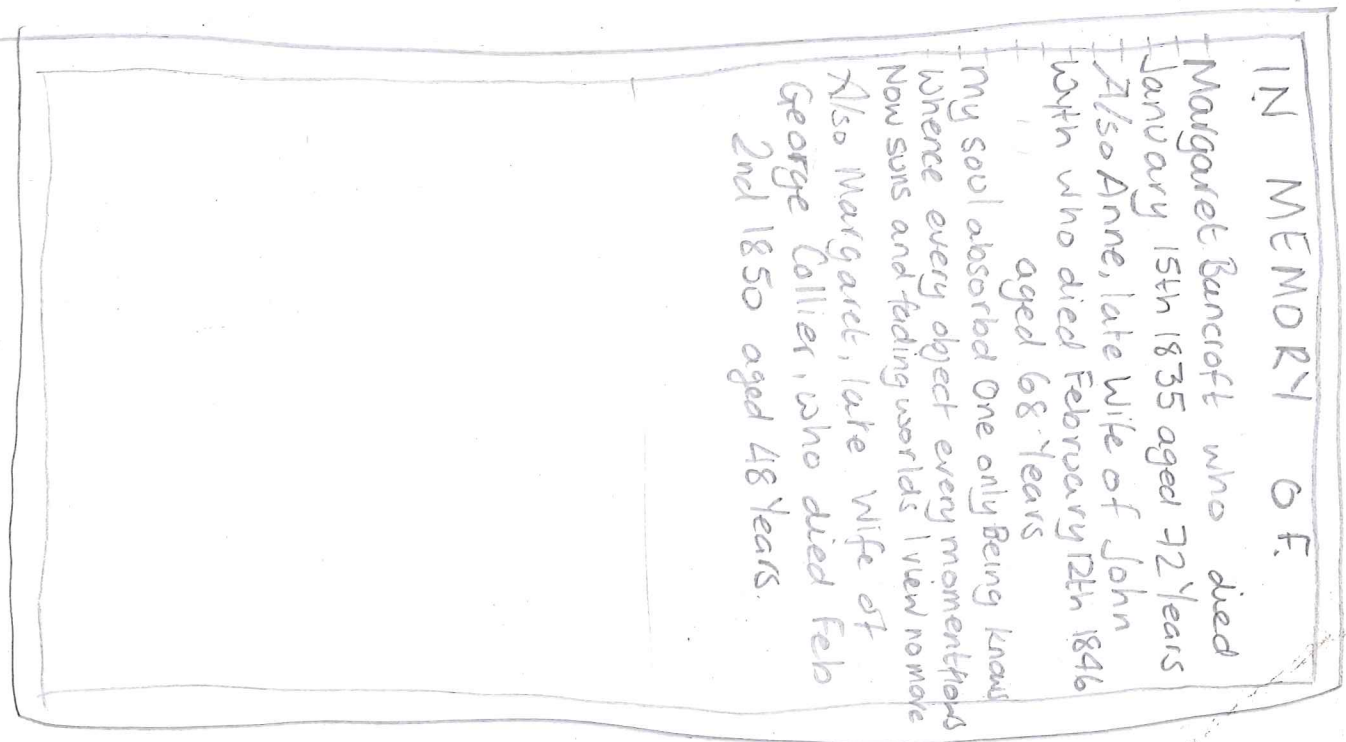 IN MEMORY OF.
Margaret Bancroft who died
January 15th 1835 aged 72 Years
Also Anne, late Wife of John
Wyth who died February 12th 1846
aged 68 Years
My soul absorbd One only Being knows
Whence every object every moment flows
Now suns and fading worlds I view no more
Also Margaret, late Wife of
George Collier, who died Feb
2nd 1850 aged 48 Years.